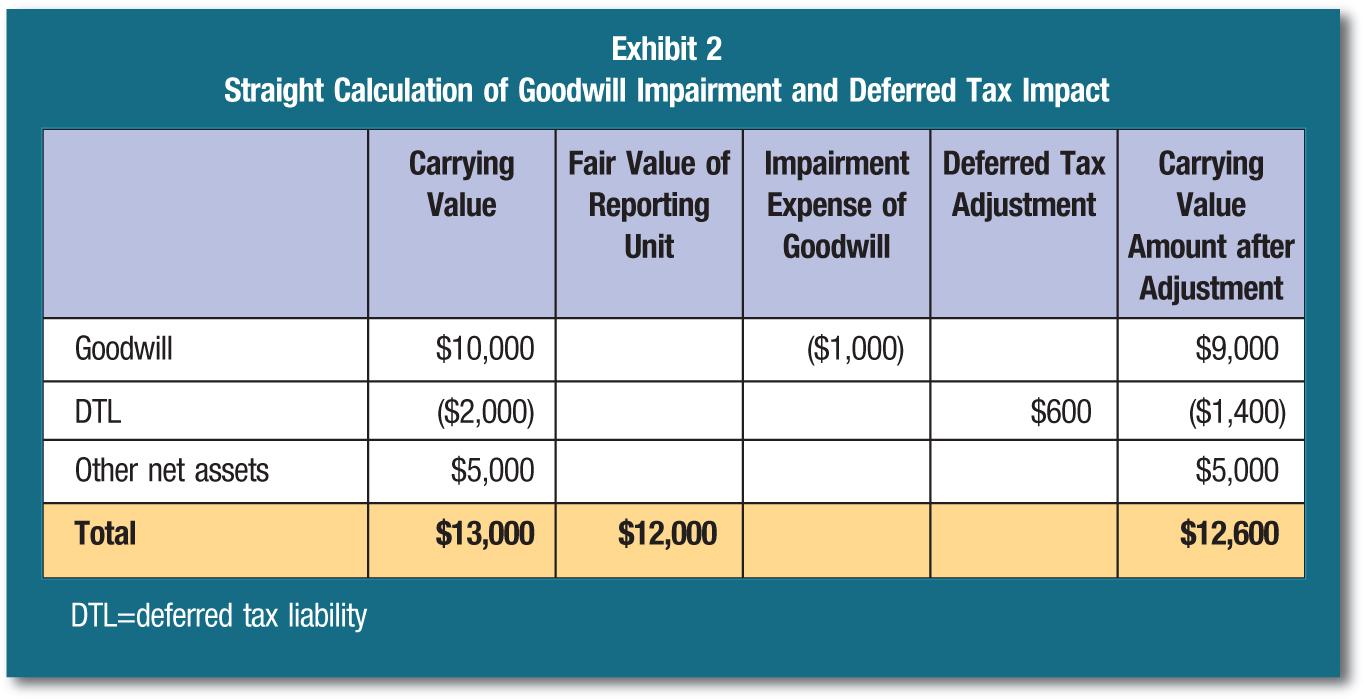 Exhibit 2
Straight Calculation of Goodwill Impairment and Deferred Tax Impact
Carrying Value
Fair Value of Reporting Unit
Impairment Expense of Goodwill
Deferred Tax Adjustment
Carrying Value Amount after Adjustment
Goodwill $10,000 ($1,000) $9,000
DTL ($2,000) $600 ($1,400)
Other net assets $5,000 $5,000
Total $13,000 $12,000 $12,600
DTL=deferred tax liability